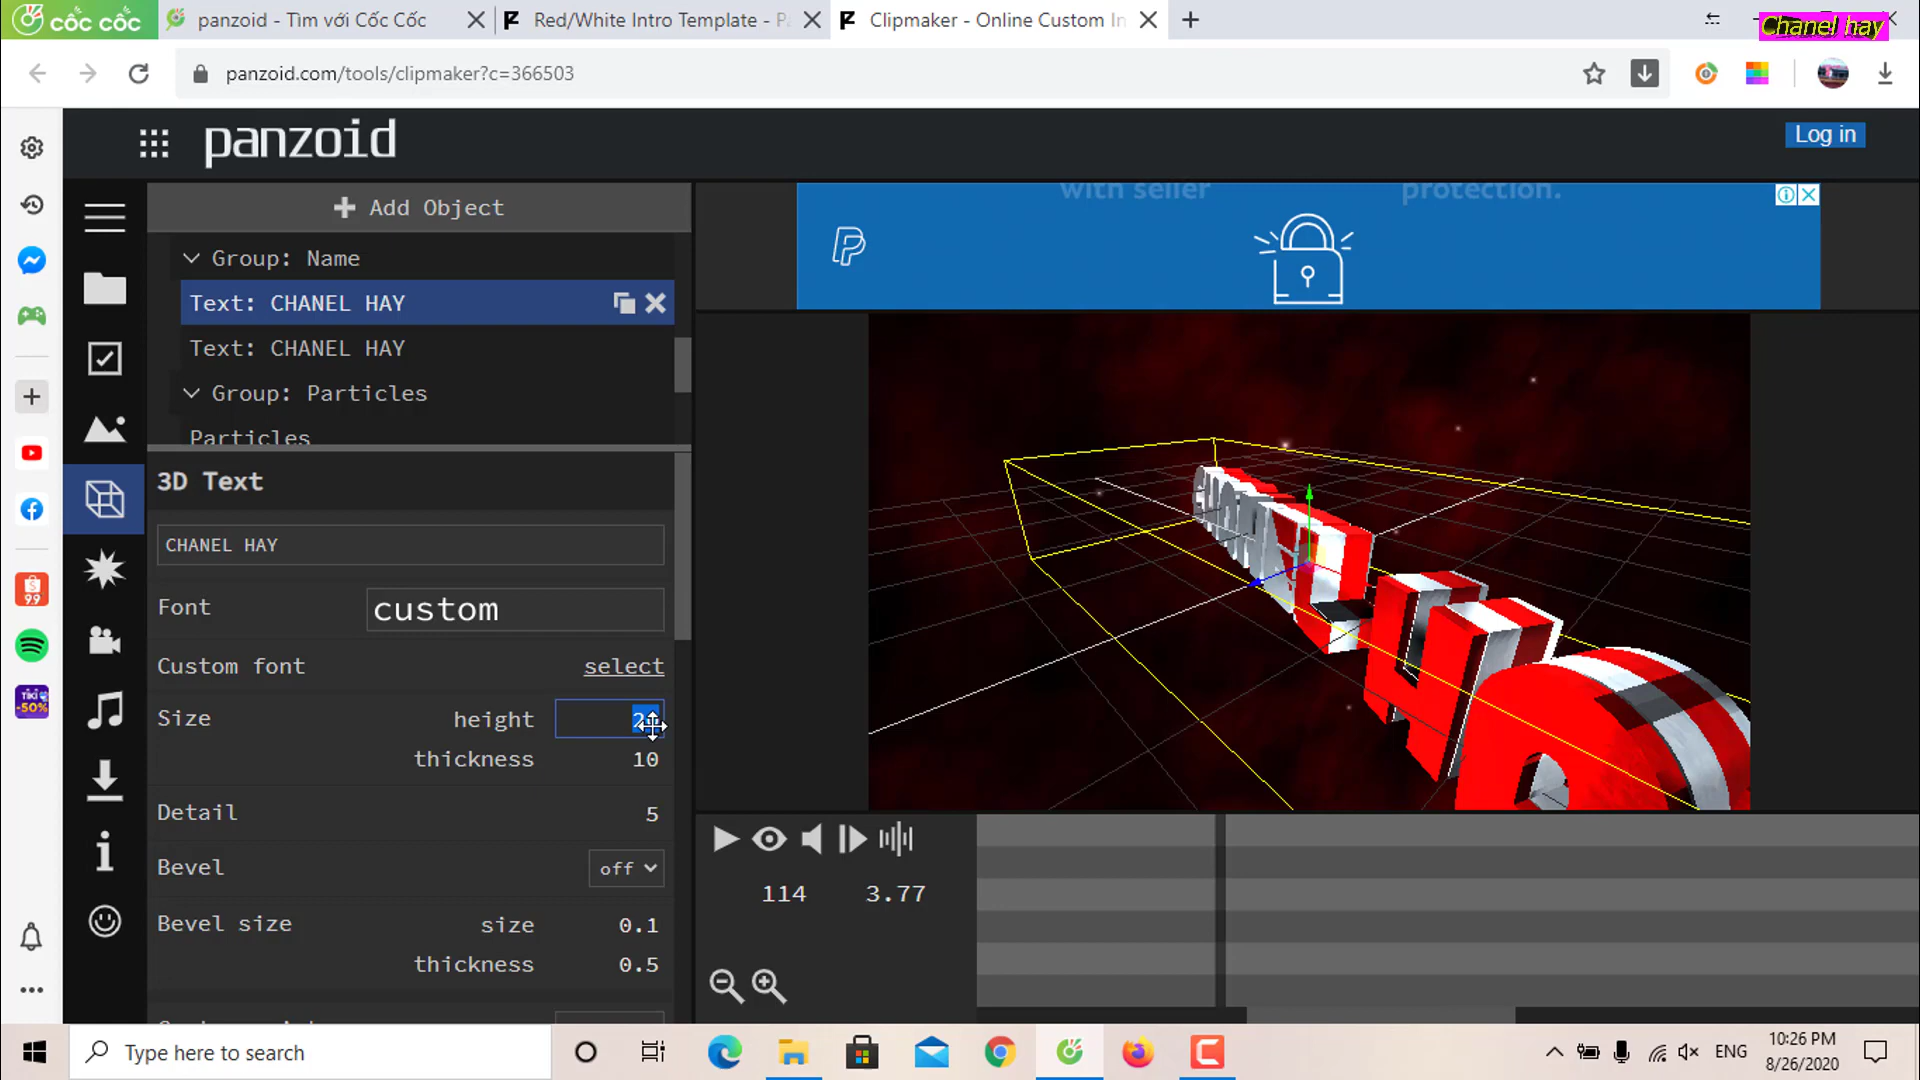 cốc cốc
panzoid - Tìm với Cốc Cốc
Red/White Intro Template - P
Clipmaker - Online Custom In
Chanel hay
panzoid.com/tools/clipmaker?c=366503
panzoid
Log in
Add Object
with seller
protection.
Group: Name
Text: CHANEL HAY
Text: CHANEL HAY
Group: Particles
Particles
3D Text
CHANEL HAY
Font
custom
Custom font
select
Size
height
thickness
10
Detail
5
Bevel
off
Bevel size
size
0.1
thickness
0.5
114
3.77
9.9
TiKi
-50%
Type here to search
ENG
10:26 PM
8/26/2020